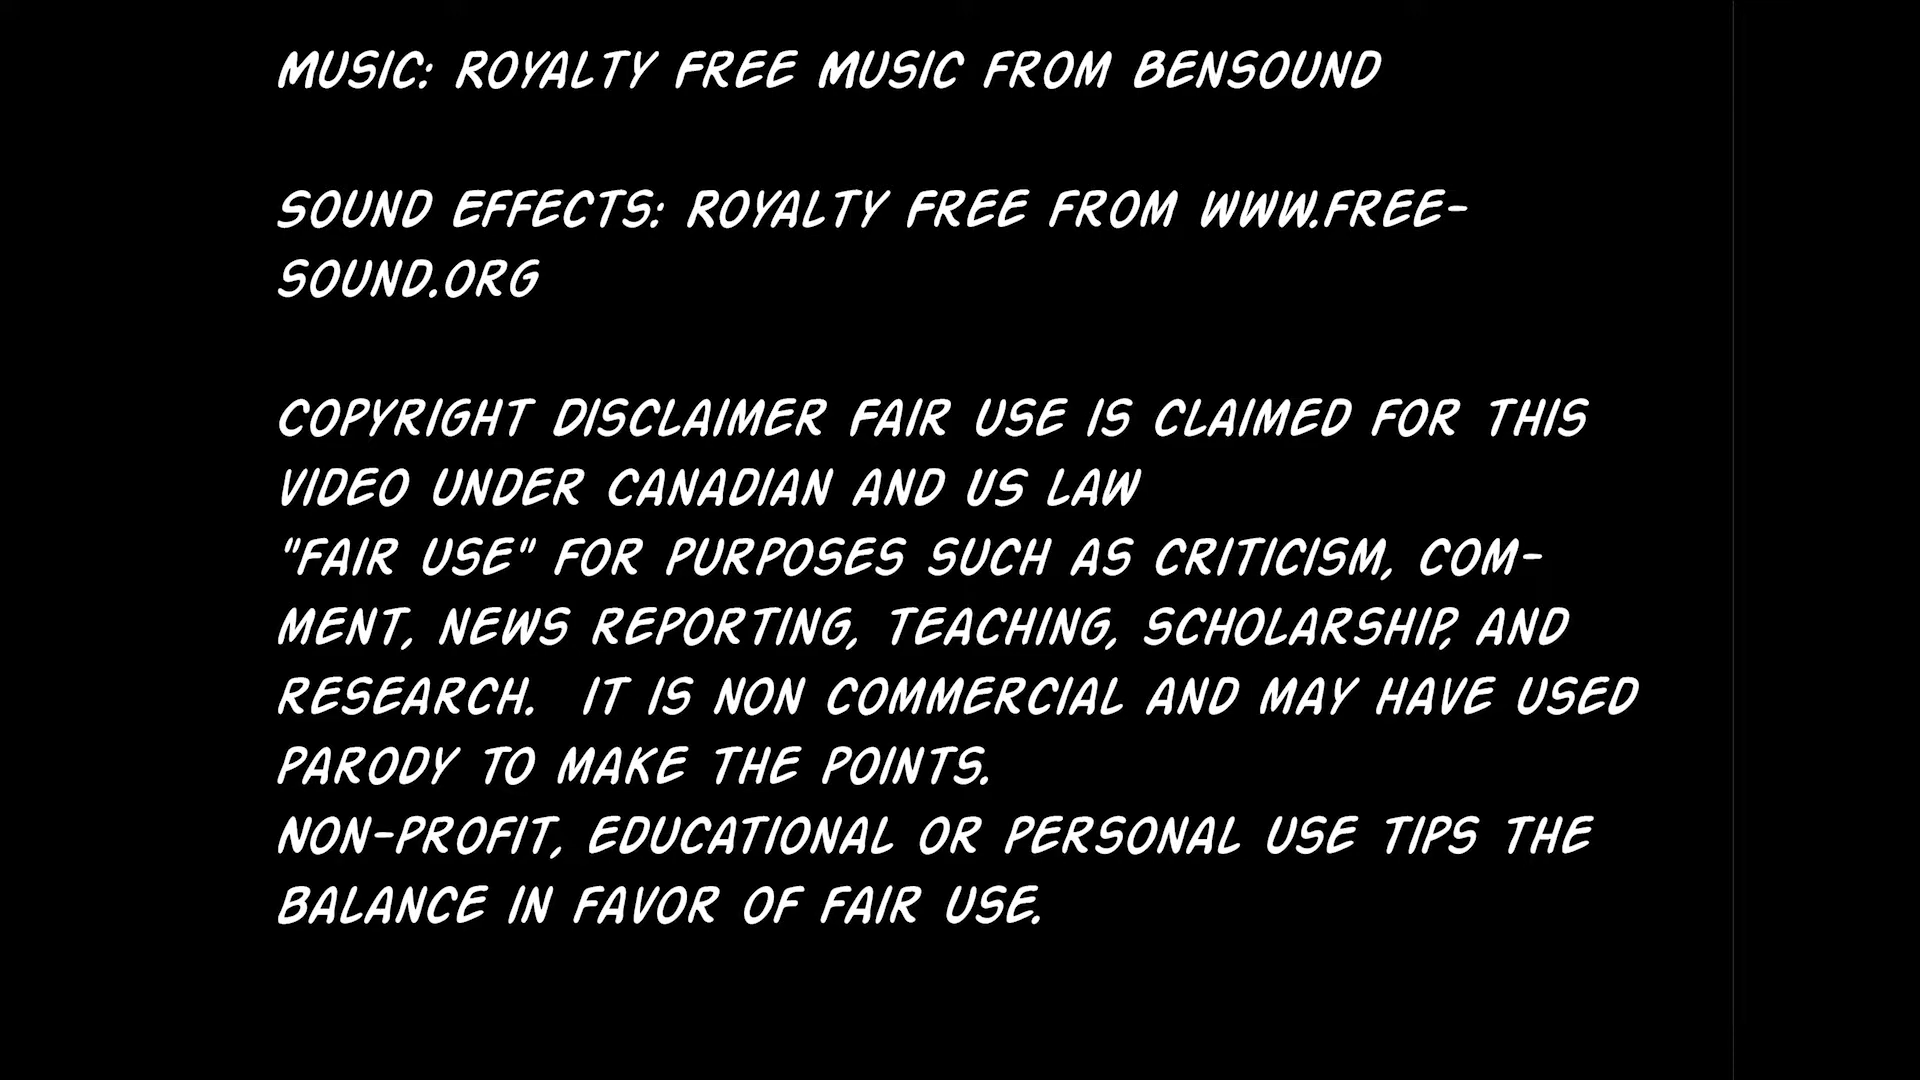 MUSIC: ROYALTY FREE MUSIC FROM BENSOUND
SOUND EFFECTS: ROYALTY FREE FROM WWW.FREE-
SOUND.ORG
COPYRIGHT DISCLAIMER FAIR USE IS CLAIMED FOR THIS
VIDEO UNDER CANADIAN AND US LAW
"FAIR USE" FOR PURPOSES SUCH AS CRITICISM, COM-
MENT, NEWS REPORTING, TEACHING, SCHOLARSHIP, AND
RESEARCH.  IT IS NON COMMERCIAL AND MAY HAVE USED
PARODY TO MAKE THE POINTS.
NON-PROFIT, EDUCATIONAL OR PERSONAL USE TIPS THE
BALANCE IN FAVOR OF FAIR USE.